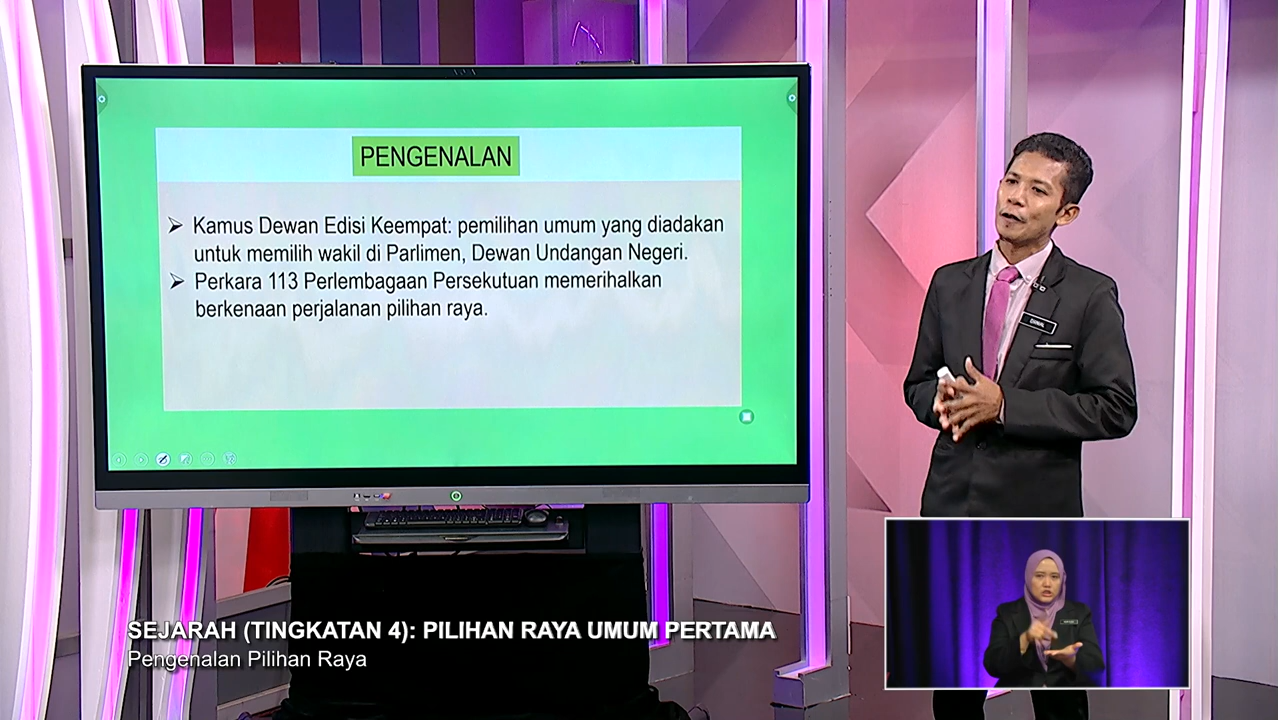 PENGENALAN
➢ Kamus Dewan Edisi Keempat: pemilihan umum yang diadakan
untuk memilih wakil di Parlimen, Dewan Undangan Negeri.
➢ Perkara 113 Perlembagaan Persekutuan memerihalkan
berkenaan perjalanan pilihan raya.
SEJARAH (TINGKATAN 4): PILIHAN RAYA UMUM PERTAMA
Pengenalan Pilihan Raya